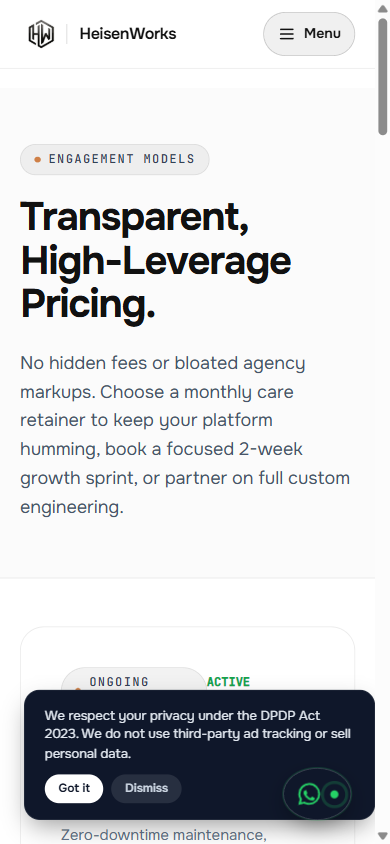 HW HeisenWorks
Menu
ENGAGEMENT MODELS
Transparent,
High-Leverage
Pricing.
No hidden fees or bloated agency
markups. Choose a monthly care
retainer to keep your platform
humming, book a focused 2-week
growth sprint, or partner on full custom
engineering.
ONGOING
ACTIVE
We respect your privacy under the DPDP Act
2023. We do not use third-party ad tracking or sell
personal data.
Got it
Dismiss
Zero-downtime maintenance,